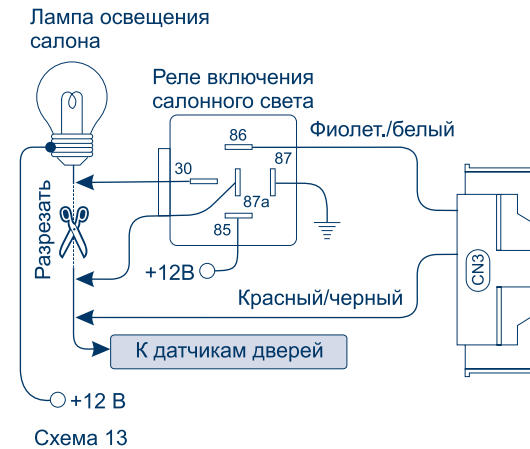 Лампа освещения
салона
Реле включения
салонного света
86
Фиолет./белый
87
30
87a
85
Разрезать
+12В
CN3
Красный/черный
К датчикам дверей
+12 В
Схема 13